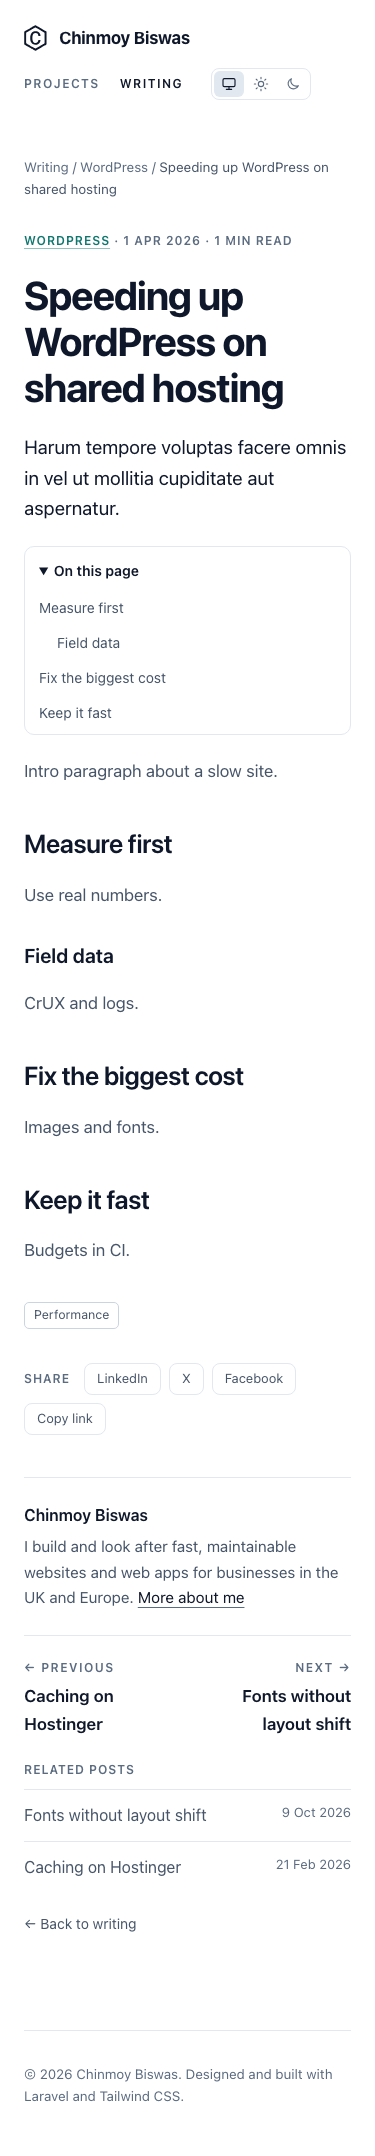 Chinmoy Biswas
PROJECTS WRITING
Writing / WordPress / Speeding up WordPress on
shared hosting
WORDPRESS · 1 APR 2026 · 1 MIN READ
Speeding up
WordPress on
shared hosting
Harum tempore voluptas facere omnis
in vel ut mollitia cupiditate aut
aspernatur.
▼ On this page
Measure first
Field data
Fix the biggest cost
Keep it fast
Intro paragraph about a slow site.
Measure first
Use real numbers.
Field data
CrUX and logs.
Fix the biggest cost
Images and fonts.
Keep it fast
Budgets in CI.
Performance
SHARE LinkedIn X Facebook
Copy link
Chinmoy Biswas
I build and look after fast, maintainable
websites and web apps for businesses in the
UK and Europe. More about me
← PREVIOUS
Caching on
Hostinger
NEXT →
Fonts without
layout shift
RELATED POSTS
Fonts without layout shift 9 Oct 2026
Caching on Hostinger 21 Feb 2026
← Back to writing
© 2026 Chinmoy Biswas. Designed and built with
Laravel and Tailwind CSS.